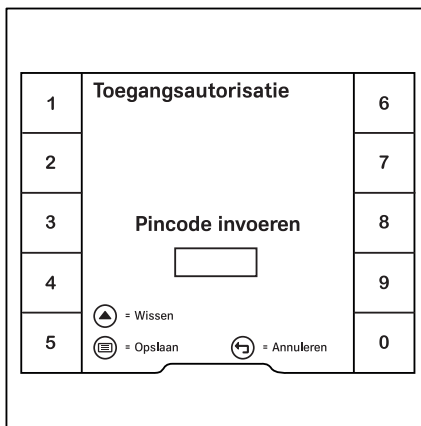 Toegangsautorisatie
1
6
2
7
Pincode invoeren
3
8
4
9
= Wissen
5
= Opslaan
= Annuleren
0